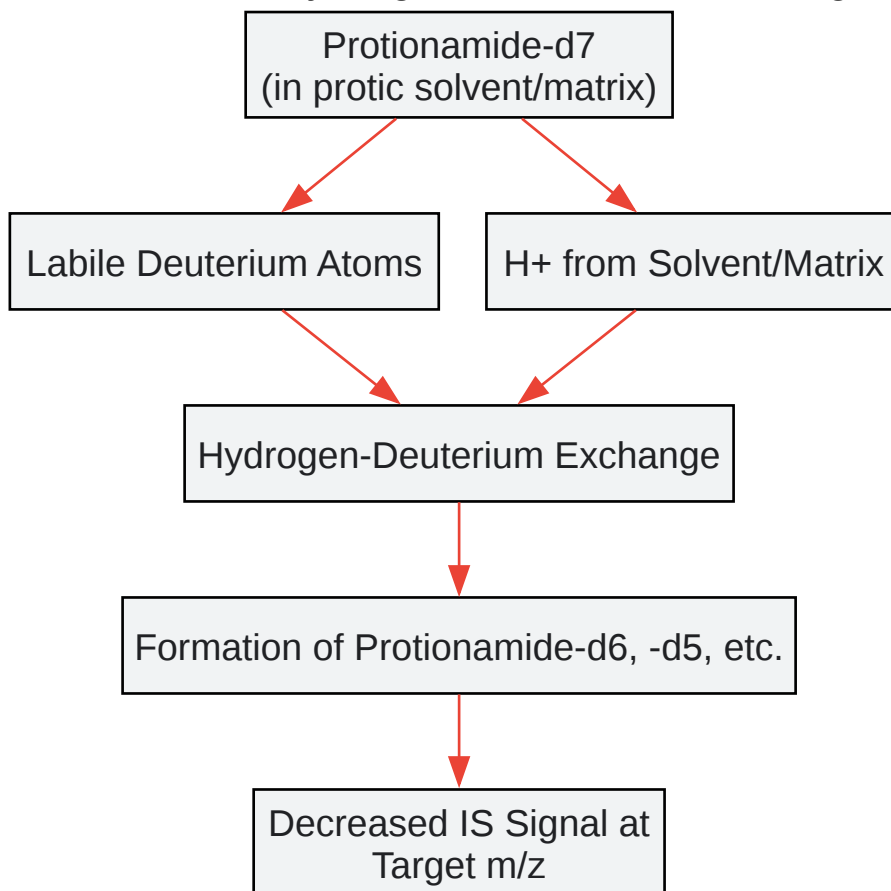 Protionamide-d7
(in protic solvent/matrix)
Labile Deuterium Atoms
H+ from Solvent/Matrix
Hydrogen-Deuterium Exchange
Formation of Protionamide-d6, -d5, etc.
Decreased IS Signal at
Target m/z